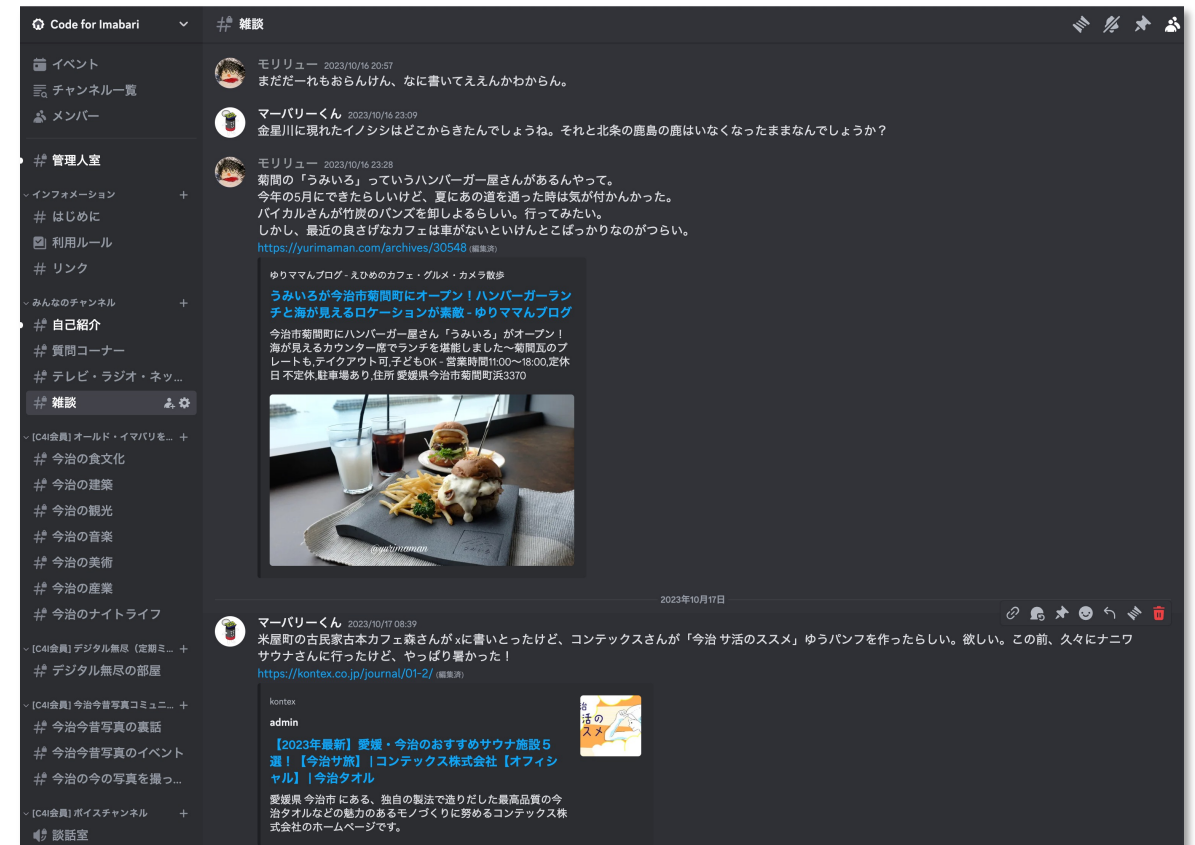 Code for Imabari
# 雑談
イベント
チャンネル一覧
メンバー
管理人室
インフォメーション
はじめに
利用ルール
リンク
みんなのチャンネル
自己紹介
質問コーナー
テレビ・ラジオ・ネッ...
雑談
[C4I会員] オールド・イマバリを...
今治の食文化
今治の建築
今治の観光
今治の音楽
今治の美術
今治の産業
今治のナイトライフ
[C4I会員] デジタル無尽（定期ミ...
デジタル無尽の部屋
[C4I会員] 今治今昔写真コミュニ...
今治今昔写真の裏話
今治今昔写真のイベント
今治の今の写真を撮っ...
[C4I会員] ボイスチャンネル
談話室
モリリュー 2023/10/16 20:57
まだだーれもおらんけん、なに書いてええんかわからん。
マーバリーくん 2023/10/16 23:09
金星川に現れたイノシシはどこからきたんでしょうね。それと北条の鹿島の鹿はいなくなったままなんでしょうか？
モリリュー 2023/10/16 23:28
菊間の「うみいろ」っていうハンバーガー屋さんがあるんやって。
今年の5月にできたらしいけど、夏にあの道を通った時は気が付かんかった。
バイカルさんが竹炭のバンズを卸しよるらしい。行ってみたい。
しかし、最近の良さげなカフェは車がないといけんとこばっかりなのがつらい。
https://yurimaman.com/archives/30548 (編集済)
ゆりママんブログ - えひめのカフェ・グルメ・カメラ散歩
うみいろが今治市菊間町にオープン！ハンバーガーラン
チと海が見えるロケーションが素敵 - ゆりママんブログ
今治市菊間町にハンバーガー屋さん「うみいろ」がオープン！
海が見えるカウンター席でランチを堪能しました～菊間瓦のプ
レートも,テイクアウト可,子どもOK - 営業時間11:00～18:00,定休
日 不定休,駐車場あり,住所 愛媛県今治市菊間町浜3370
@yurimaman
2023年10月17日
マーバリーくん 2023/10/17 08:39
米屋町の古民家古本カフェ森さんが xに書いとったけど、コンテックスさんが「今治 サ活のススメ」ゆうパンフを作ったらしい。欲しい。この前、久々にナニワ
サウナさんに行ったけど、やっぱり暑かった！
https://kontex.co.jp/journal/01-2/ (編集済)
kontex
admin
【2023年最新】愛媛・今治のおすすめサウナ施設５
選！【今治サ旅】 | コンテックス株式会社【オフィシ
ャル】 | 今治タオル
愛媛県 今治市 にある、独自の製法で造りだした最高品質の今
治タオルなどの魅力のあるモノづくりに努めるコンテックス株
式会社のホームページです。
治
活の
スメ